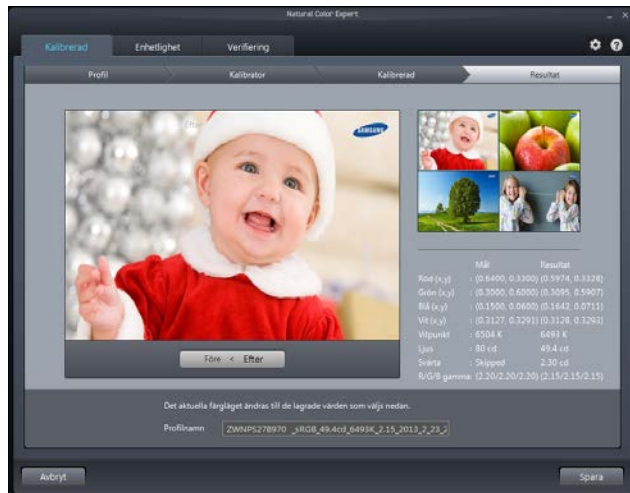 Natural Color Expert
Kalibrerad Enhetlighet Verifiering
Profil Kalibrator Kalibrerad Resultat
Efter
SAMSUNG
Före < Efter
Mål Resultat
Röd (x,y) : (0.6400, 0.3300) (0.5974, 0.3328)
Grön (x,y) : (0.3000, 0.6000) (0.3095, 0.5907)
Blå (x,y) : (0.1500, 0.0600) (0.1642, 0.0711)
Vit (x,y) : (0.3127, 0.3291) (0.3128, 0.3293)
Vitpunkt : 6504 K 6493 K
Ljus : 80 cd 49.4 cd
Svärta : Skipped 2.30 cd
R/G/B gamma: (2.20/2.20/2.20) (2.15/2.15/2.15)
Det aktuella färgläget ändras till de lagrade värden som väljs nedan.
Profilnamn ZWNPS278970 _sRGB_49.4cd_6493K_2.15_2013_2_23_2
Avbryt Spara